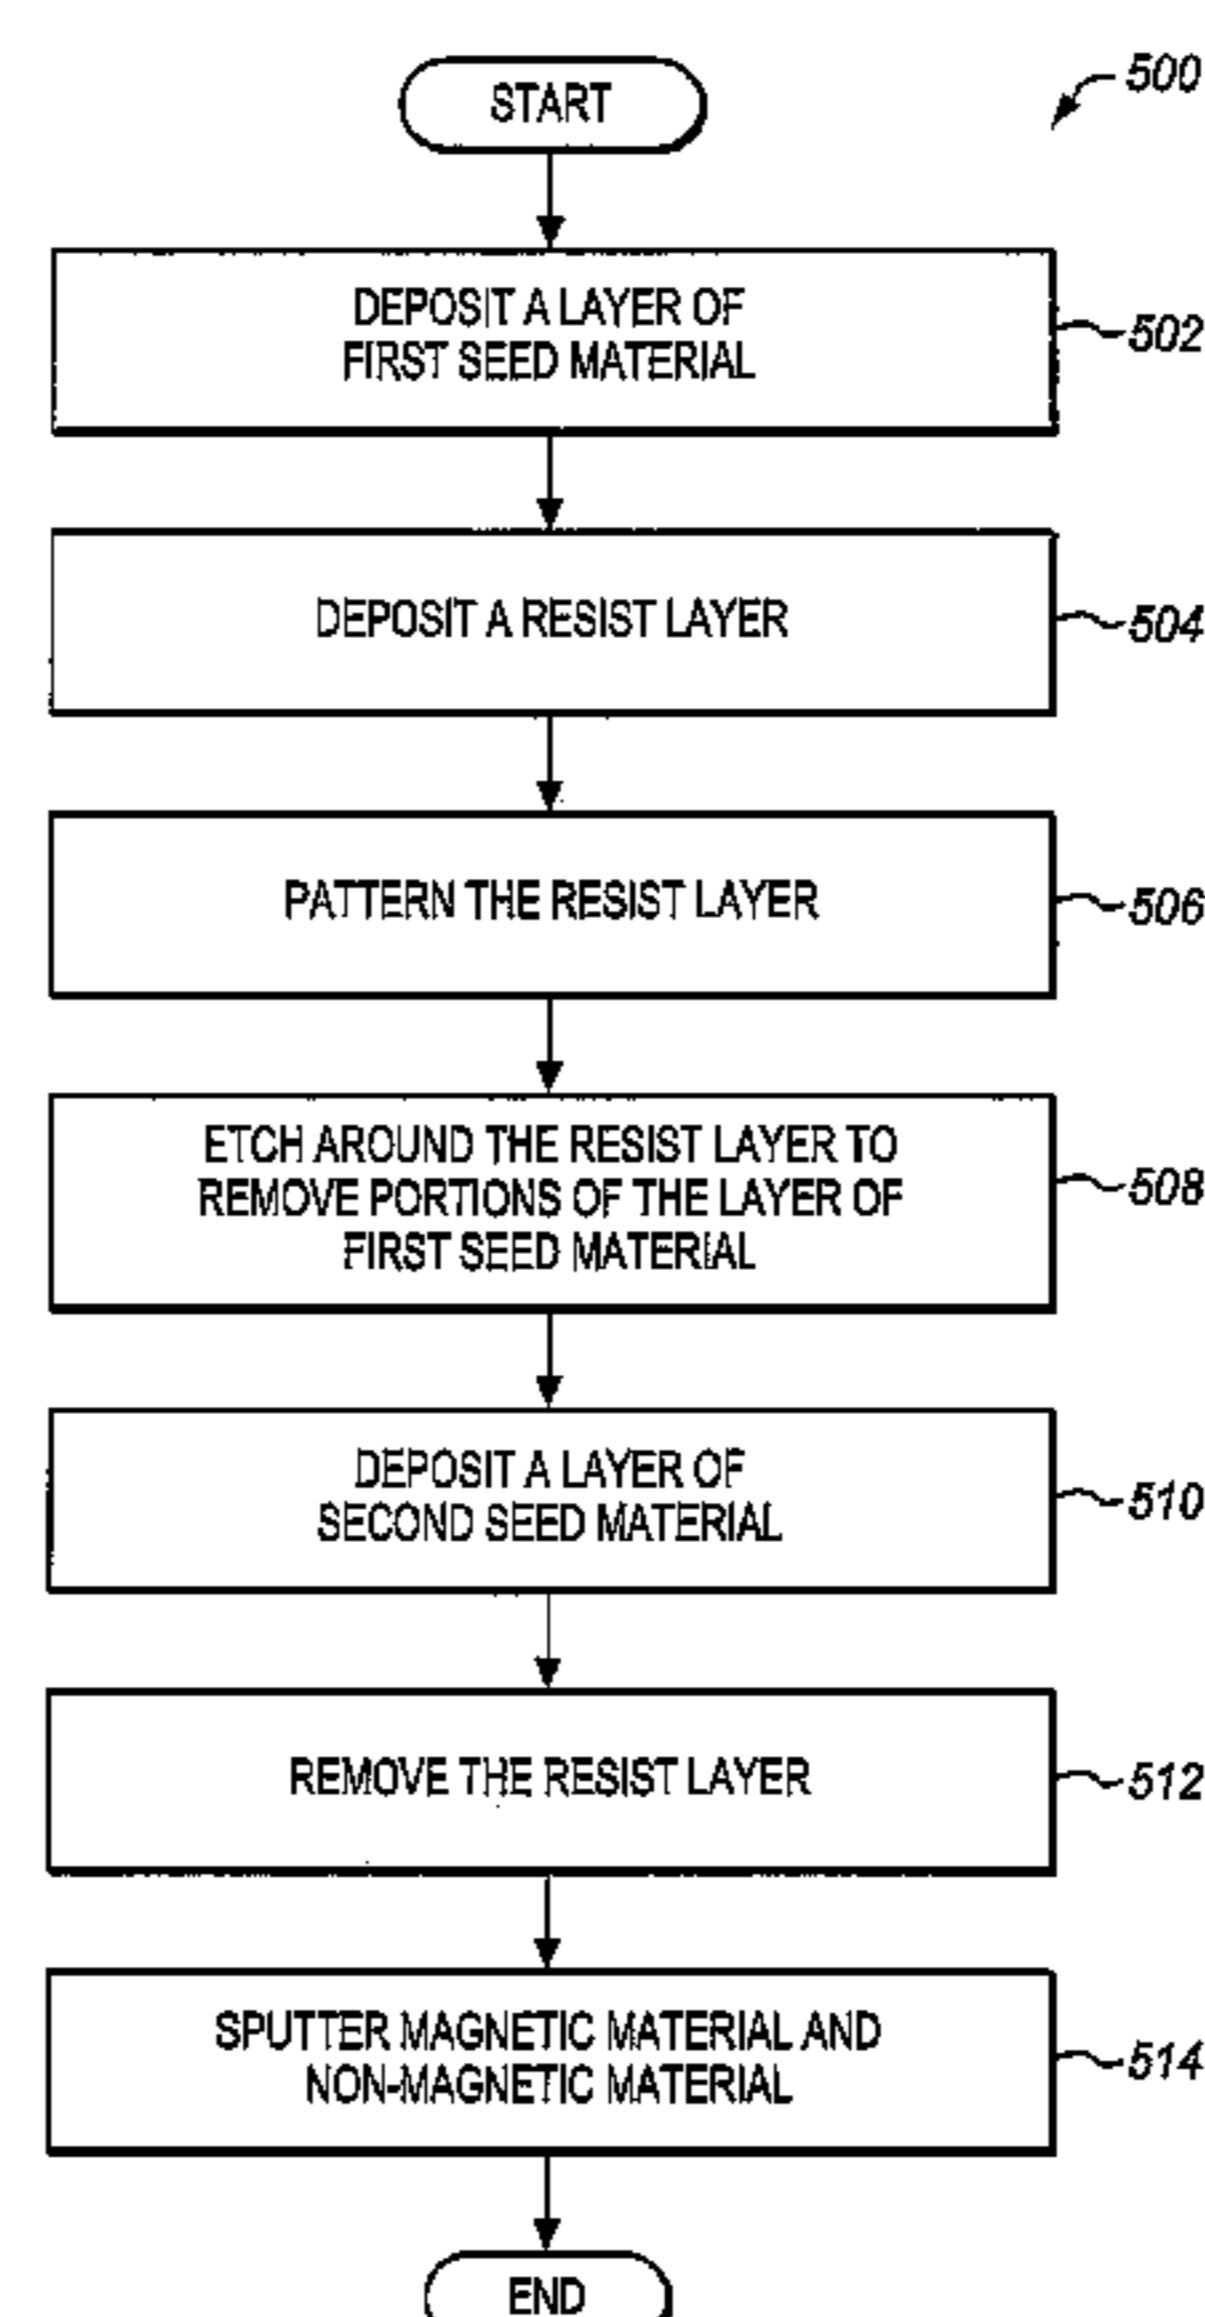 START
500
DEPOSIT A LAYER OF
FIRST SEED MATERIAL
502
DEPOSIT A RESIST LAYER
504
PATTERN THE RESIST LAYER
506
ETCH AROUND THE RESIST LAYER TO
REMOVE PORTIONS OF THE LAYER OF
FIRST SEED MATERIAL
508
DEPOSIT A LAYER OF
SECOND SEED MATERIAL
510
REMOVE THE RESIST LAYER
512
SPUTTER MAGNETIC MATERIAL AND
NON-MAGNETIC MATERIAL
514
END